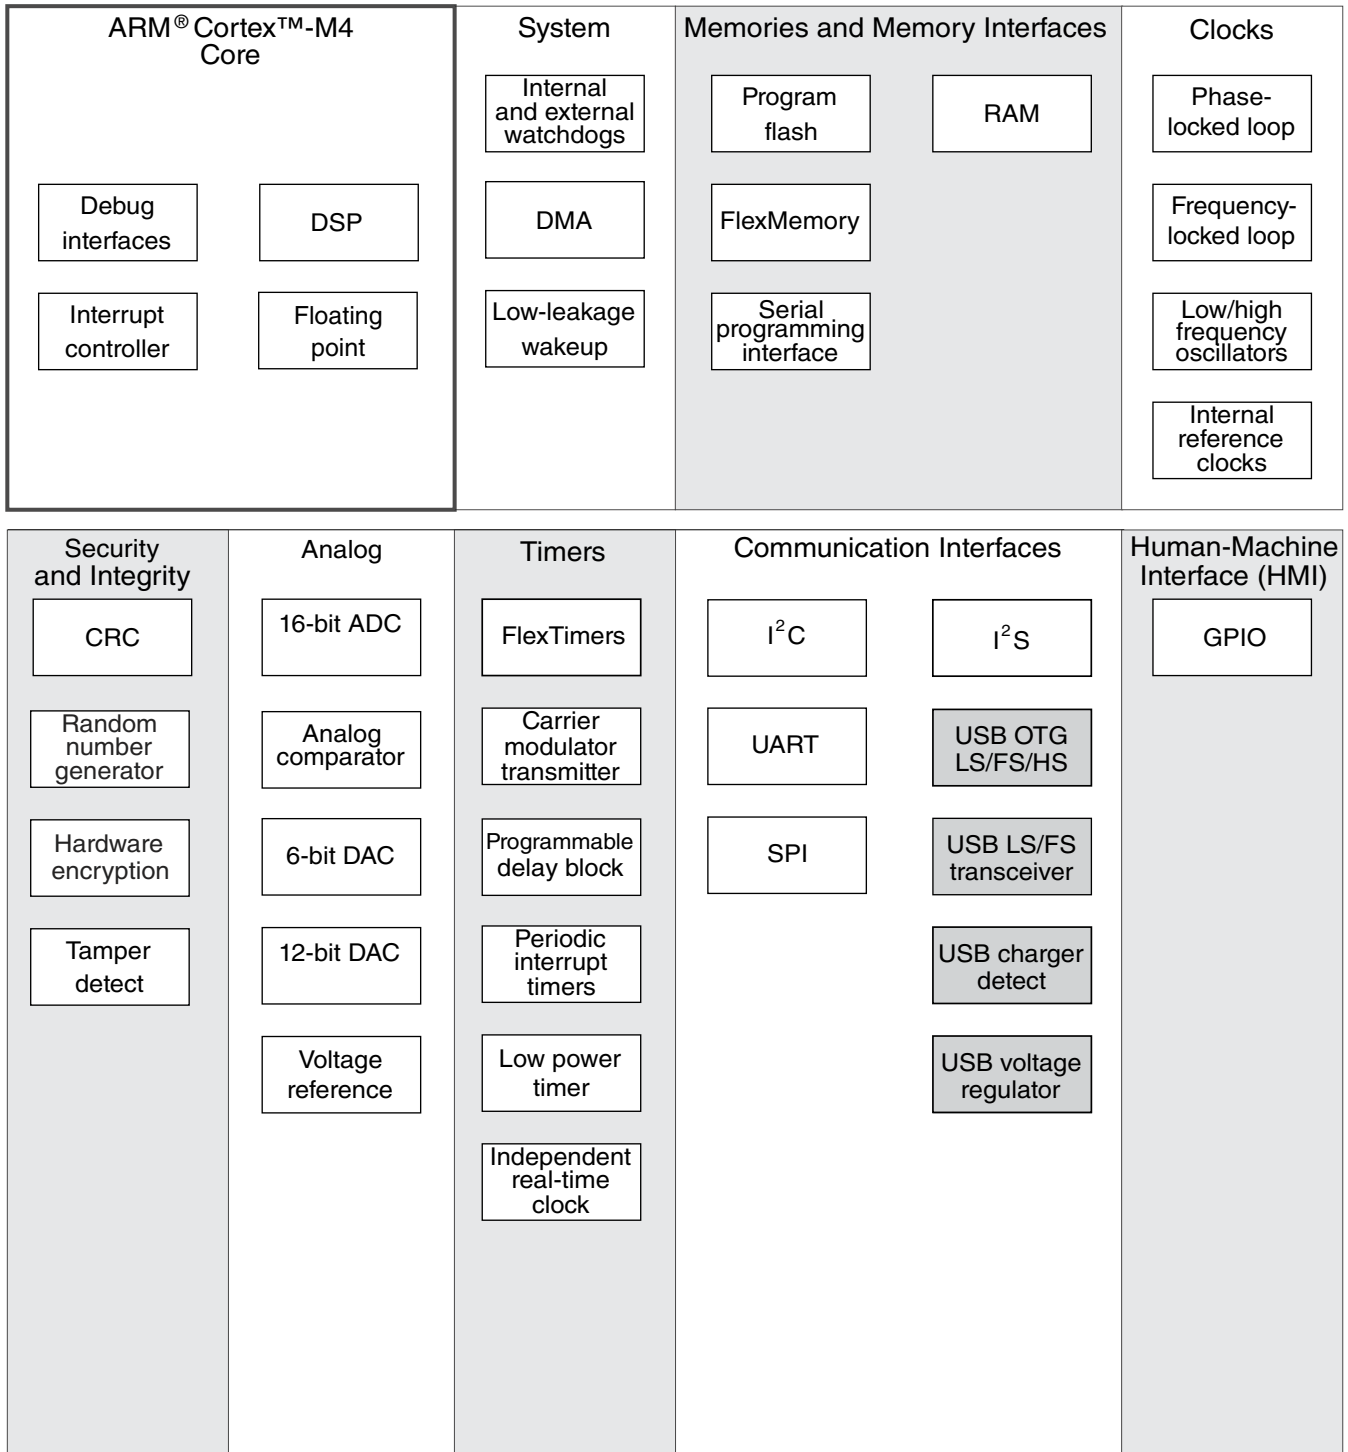 ARM® Cortex™-M4
Core
Debug
interfaces
DSP
Interrupt
controller
Floating
point
System
Internal
and external
watchdogs
DMA
Low-leakage
wakeup
Memories and Memory Interfaces
Program
flash
RAM
FlexMemory
Serial
programming
interface
Clocks
Phase-
locked loop
Frequency-
locked loop
Low/high
frequency
oscillators
Internal
reference
clocks
Security
and Integrity
CRC
Random
number
generator
Hardware
encryption
Tamper
detect
Analog
16-bit ADC
Analog
comparator
6-bit DAC
12-bit DAC
Voltage
reference
Timers
FlexTimers
Carrier
modulator
transmitter
Programmable
delay block
Periodic
interrupt
timers
Low power
timer
Independent
real-time
clock
Communication Interfaces
I²C
UART
SPI
I²S
USB OTG
LS/FS/HS
USB LS/FS
transceiver
USB charger
detect
USB voltage
regulator
Human-Machine
Interface (HMI)
GPIO